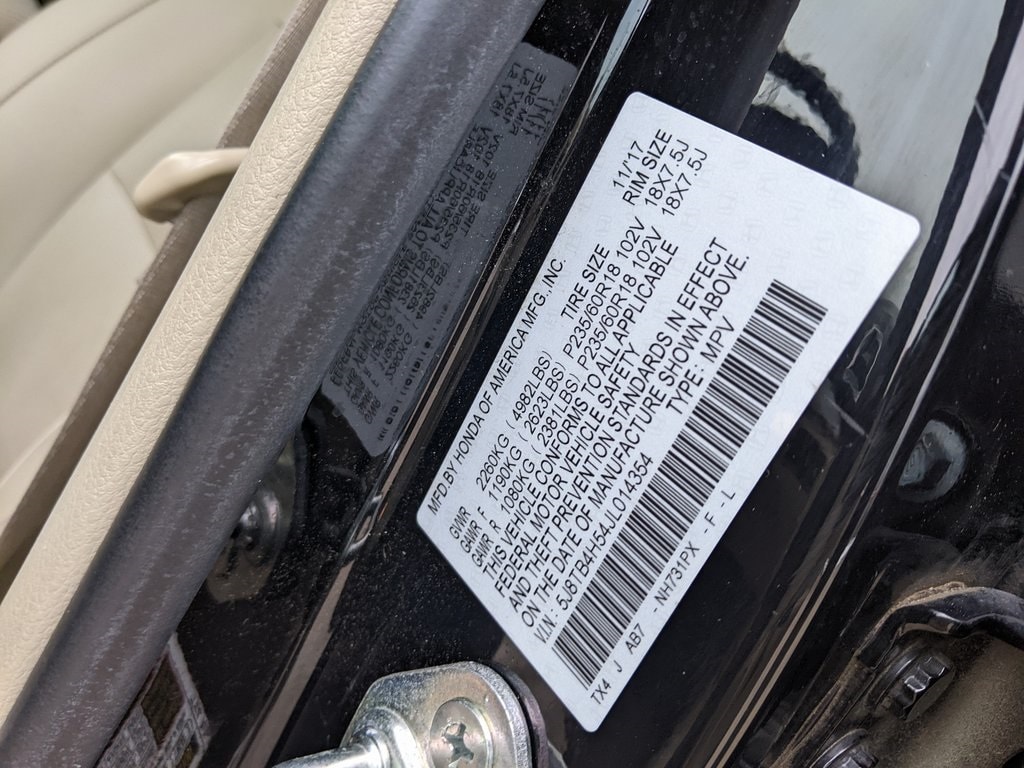 MFD BY HONDA OF AMERICA MFG., INC. 11/17
TIRE SIZE RIM SIZE
GVWR 2260KG (4982LBS)
GAWR F 1190KG (2623LBS) P235/60R18 102V 18X7.5J
GAWR R 1080KG (2381LBS) P235/60R18 102V 18X7.5J
THIS VEHICLE CONFORMS TO ALL APPLICABLE
FEDERAL MOTOR VEHICLE SAFETY
AND THEFT PREVENTION STANDARDS IN EFFECT
ON THE DATE OF MANUFACTURE SHOWN ABOVE.
V.I.N.: 5J8TB4H54JL014354 TYPE: MPV
TX4 J AB7 - NH731PX - F - L